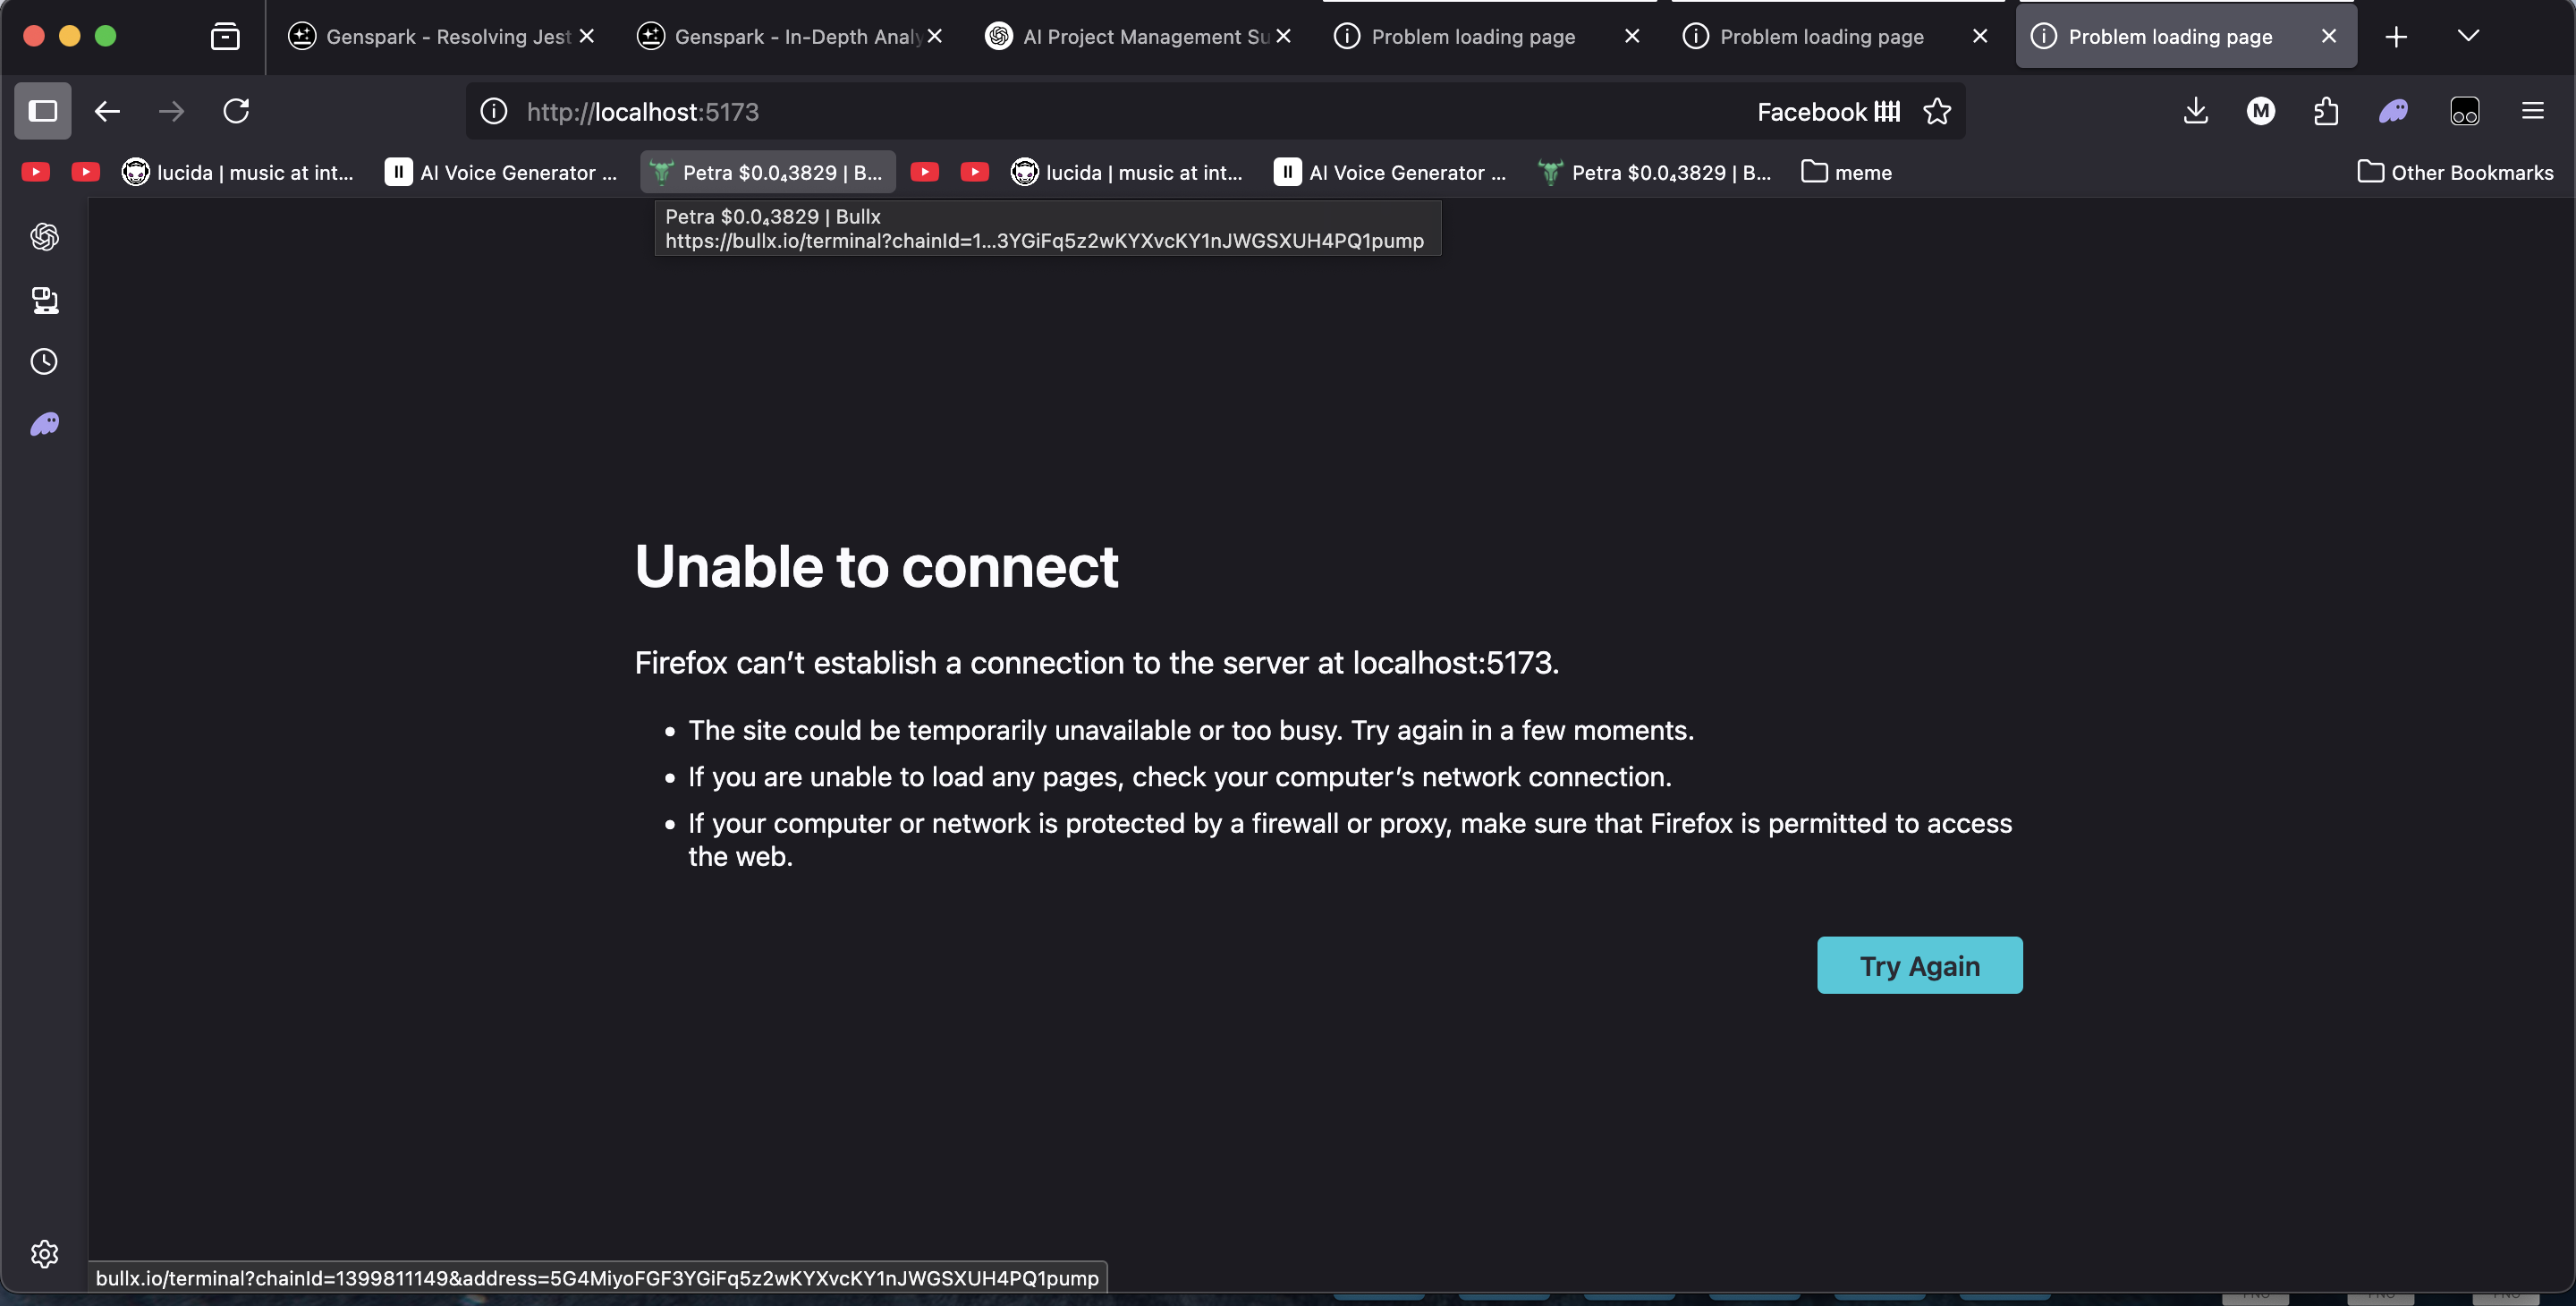 Genspark - Resolving Jest
Genspark - In-Depth Analy
AI Project Management Su
Problem loading page
Problem loading page
Problem loading page
http://localhost:5173
Facebook
M
lucida | music at int...
AI Voice Generator ...
Petra $0.0₄3829 | B...
lucida | music at int...
AI Voice Generator ...
Petra $0.0₄3829 | B...
meme
Other Bookmarks
Petra $0.0₄3829 | Bullx
https://bullx.io/terminal?chainId=1...3YGiFq5z2wKYXvcKY1nJWGSXUH4PQ1pump
Unable to connect
Firefox can’t establish a connection to the server at localhost:5173.
• The site could be temporarily unavailable or too busy. Try again in a few moments.
• If you are unable to load any pages, check your computer’s network connection.
• If your computer or network is protected by a firewall or proxy, make sure that Firefox is permitted to access
the web.
Try Again
bullx.io/terminal?chainId=1399811149&address=5G4MiyoFGF3YGiFq5z2wKYXvcKY1nJWGSXUH4PQ1pump